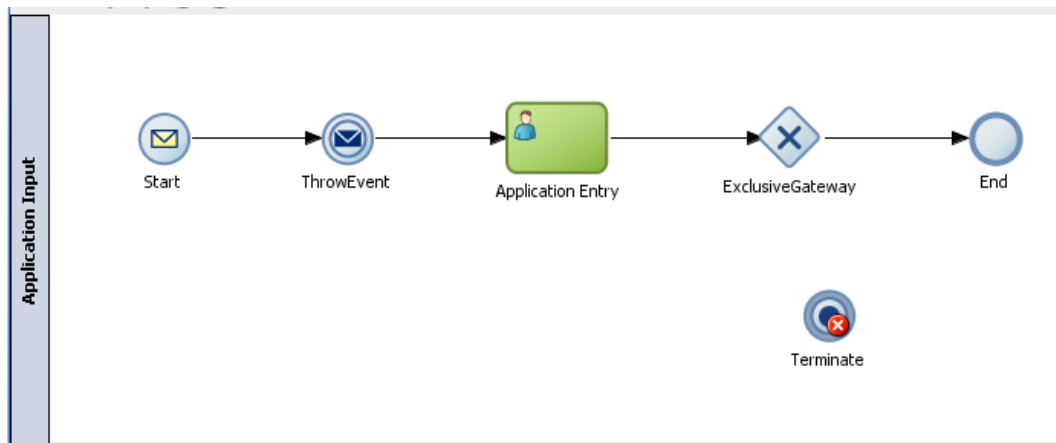 Application Input
Start
ThrowEvent
Application Entry
ExclusiveGateway
End
Terminate